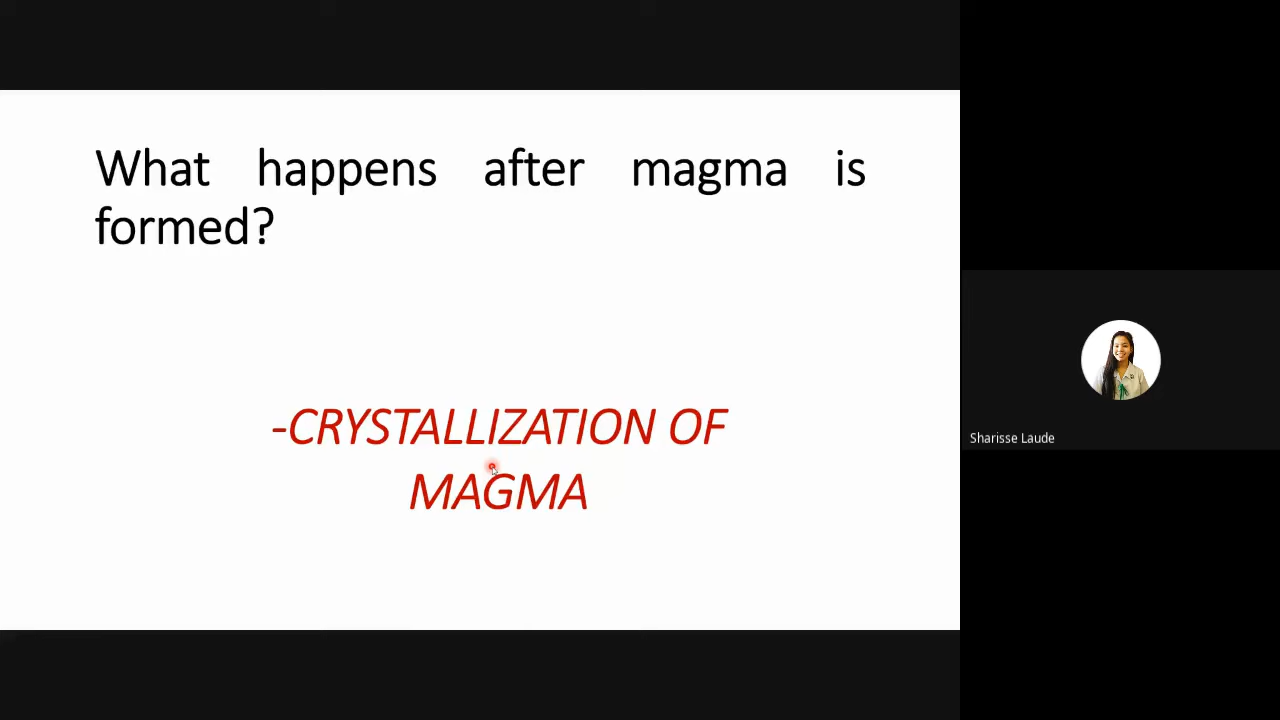 What happens after magma is
formed?
-CRYSTALLIZATION OF
MAGMA
Sharisse Laude